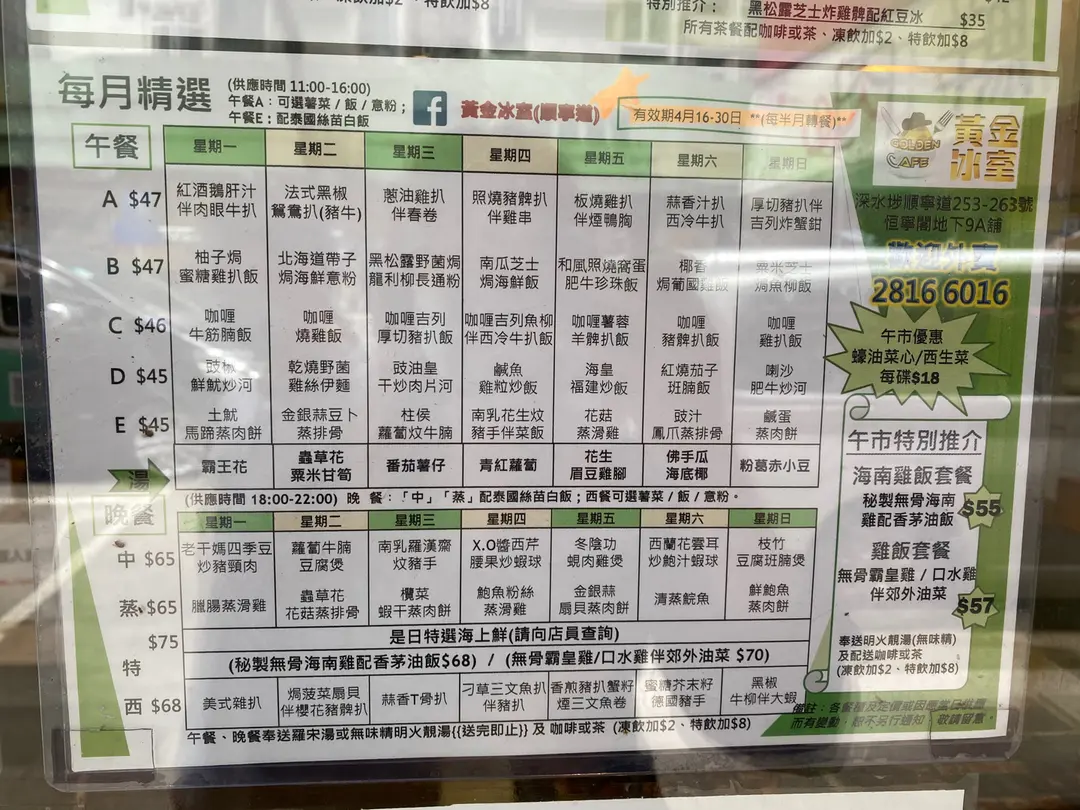 特飲加$8
特別推介：
黑松露芝士炸雞髀配紅豆冰
$35
所有茶餐配咖啡或茶、凍飲加$2、特飲加$8
每月精選
(供應時間 11:00-16:00)
午餐A：可選薯菜 / 飯 / 意粉；
午餐E：配泰國絲苗白飯
黃金冰室(順寧道)
有效期4月16-30日 **(每半月轉餐)**
午餐 星期一 星期二 星期三 星期四 星期五 星期六 星期日
A $47
紅酒鵝肝汁 法式黑椒 蔥油雞扒 照燒豬髀扒 板燒雞扒 蒜香汁扒 厚切豬扒伴
伴肉眼牛扒 鴛鴦扒(豬牛) 伴春卷 伴雞串 伴煙鴨胸 西冷牛扒 吉列炸蟹鉗
B $47
柚子焗 北海道帶子 黑松露野菌焗 南瓜芝士 和風照燒窩蛋 椰香 粟米芝士
蜜糖雞扒飯 焗海鮮意粉 龍利柳長通粉 焗海鮮飯 肥牛珍珠飯 焗葡國雞飯 焗魚柳飯
C $46
咖喱 咖喱 咖喱吉列 咖喱吉列魚柳 咖喱薯蓉 咖喱 咖喱
牛筋腩飯 燒雞飯 厚切豬扒飯 伴西冷牛扒飯 羊髀扒飯 豬髀扒飯 雞扒飯
D $45
豉椒 乾燒野菌 豉油皇 鹹魚 海皇 紅燒茄子 喇沙
鮮魷炒河 雞絲伊麵 干炒肉片河 雞粒炒飯 福建炒飯 班腩飯 肥牛炒河
E $45
土魷 金銀蒜豆卜 柱侯 南乳花生炆 花菇 豉汁 鹹蛋
馬蹄蒸肉餅 蒸排骨 蘿蔔炆牛腩 豬手伴菜飯 蒸滑雞 鳳爪蒸排骨 蒸肉餅
湯
霸王花 蟲草花 番茄薯仔 青紅蘿蔔 花生 佛手瓜 粉葛赤小豆
粟米甘筍 眉豆雞腳 海底椰
(供應時間 18:00-22:00) 晚 餐：「中」「蒸」配泰國絲苗白飯；西餐可選薯菜 / 飯 / 意粉。
晚餐 星期一 星期二 星期三 星期四 星期五 星期六 星期日
中 $65
老干媽四季豆 蘿蔔牛腩 南乳羅漢齋 X.O醬西芹 冬陰功 西蘭花雲耳 枝竹
炒豬頸肉 豆腐煲 炆豬手 腰果炒蝦球 蜆肉雞煲 炒鮑汁蝦球 豆腐班腩煲
蒸 $65
臘腸蒸滑雞 蟲草花 欖菜 鮑魚粉絲 金銀蒜 清蒸鯇魚 鮮鮑魚
花菇蒸排骨 蝦干蒸肉餅 蒸滑雞 扇貝蒸肉餅 蒸肉餅
$75
是日特選海上鮮(請向店員查詢)
特
(秘製無骨海南雞配香茅油飯$68) / (無骨霸皇雞/口水雞伴郊外油菜 $70)
西 $68
美式雜扒 焗菠菜扇貝 蒜香T骨扒 刁草三文魚扒 香煎豬扒蟹籽 蜜糖芥末籽 黑椒
伴櫻花豬髀扒 伴豬扒 煙三文魚卷 德國豬手 牛柳伴大蝦
午餐、晚餐奉送羅宋湯或無味精明火靚湯{{送完即止}} 及 咖啡或茶 (凍飲加$2、特飲加$8)
GOLDEN
CAFE
黃金
冰室
深水埗順寧道253-263號
恒寧閣地下9A舖
歡迎外賣
2816 6016
午市優惠
蠔油菜心/西生菜
每碟$18
午市特別推介
海南雞飯套餐
秘製無骨海南
雞配香茅油飯
$55
雞飯套餐
無骨霸皇雞 / 口水雞
伴郊外油菜
$57
奉送明火靚湯(無味精)
及配送咖啡或茶
(凍飲加$2、特飲加$8)